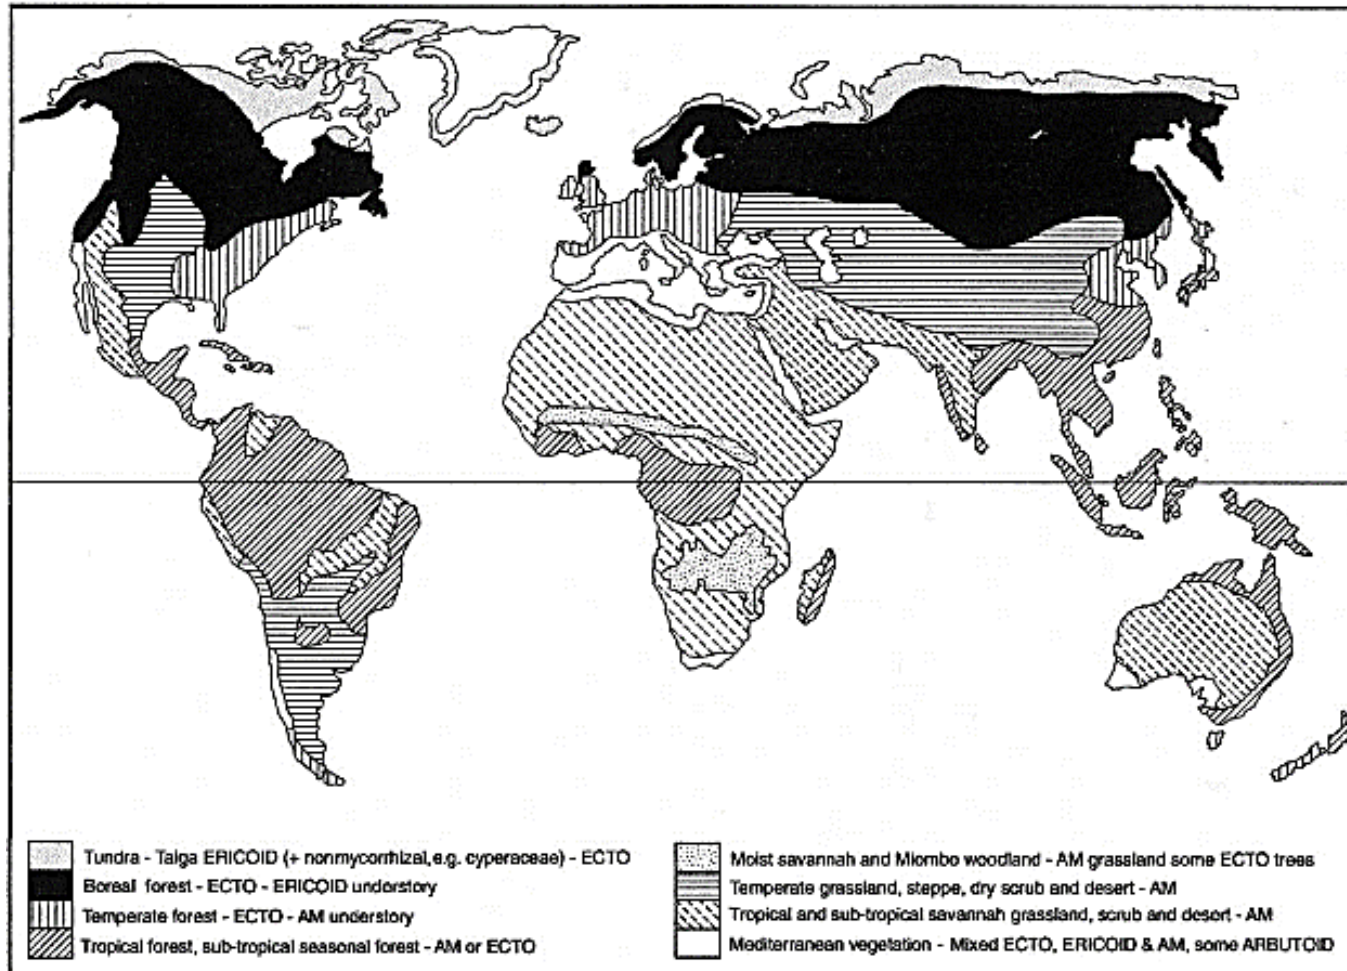 Tundra - Taiga ERICOID (+ nonmycorrhizal, e.g. cyperaceae) - ECTO
Boreal forest - ECTO - ERICOID understory
Temperate forest - ECTO - AM understory
Tropical forest, sub-tropical seasonal forest - AM or ECTO
Moist savannah and Miombo woodland - AM grassland some ECTO trees
Temperate grassland, steppe, dry scrub and desert - AM
Tropical and sub-tropical savannah grassland, scrub and desert - AM
Mediterranean vegetation - Mixed ECTO, ERICOID & AM, some ARBUTOID